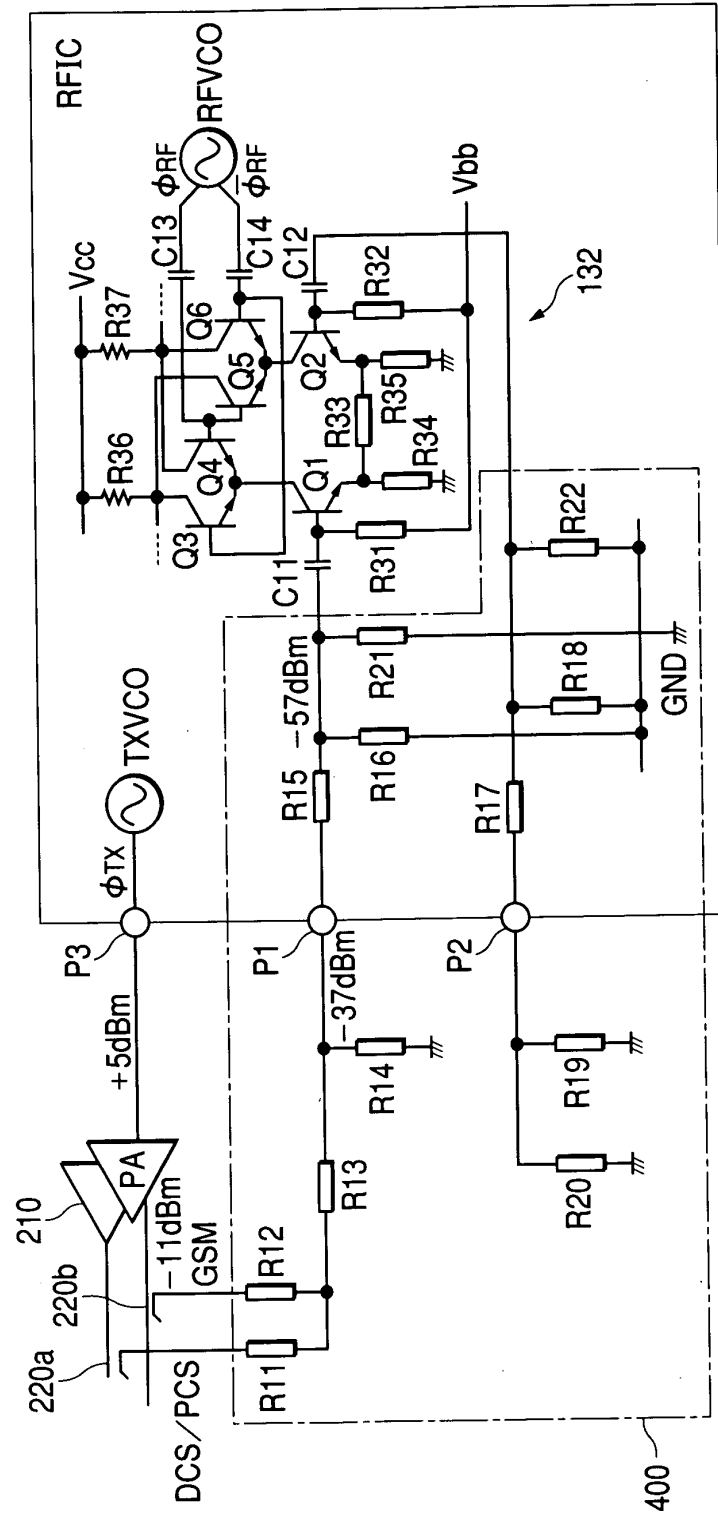 RFIC
Vcc
R36
R37
C13
ϕRF
RFVCO
ϕ̅RF
C14
Q3
Q4
Q5
Q6
C12
Q1
Q2
C11
R31
R32
R33
R34
R35
Vbb
132
TXVCO
ϕTX
P3
+5dBm
PA
210
220a
220b
-11dBm
GSM
DCS/PCS
R11
R12
R13
R14
-37dBm
P1
R15
-57dBm
R16
R21
P2
R17
R18
R22
GND
R19
R20
400